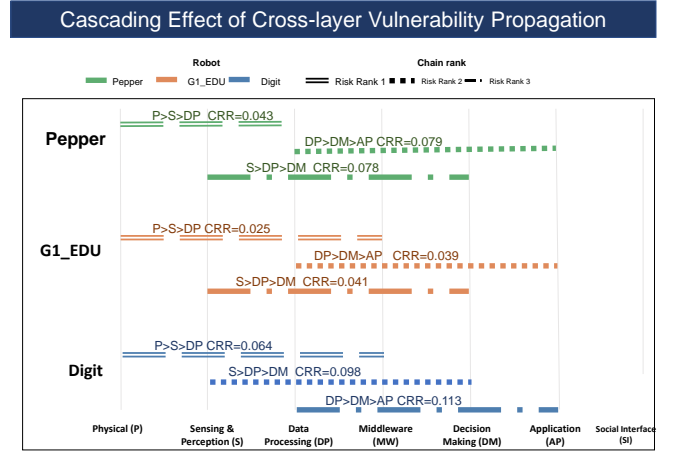 Cascading Effect of Cross-layer Vulnerability Propagation
Robot
Chain rank
Pepper
G1_EDU
Digit
Risk Rank 1
Risk Rank 2
Risk Rank 3
Pepper
P>S>DP CRR=0.043
DP>DM>AP CRR=0.079
S>DP>DM CRR=0.078
G1_EDU
P>S>DP CRR=0.025
DP>DM>AP CRR=0.039
S>DP>DM CRR=0.041
Digit
P>S>DP CRR=0.064
S>DP>DM CRR=0.098
DP>DM>AP CRR=0.113
Physical (P)
Sensing &
Perception (S)
Data
Processing (DP)
Middleware
(MW)
Decision
Making (DM)
Application
(AP)
Social Interface
(SI)